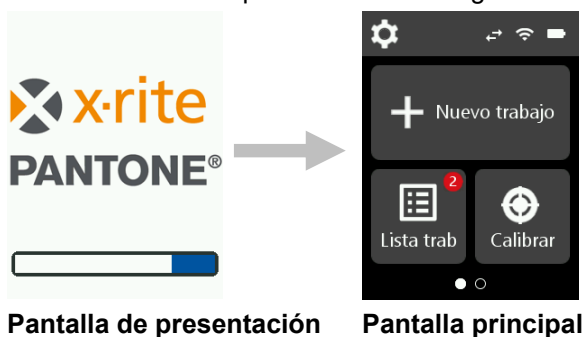 x·rite
PANTONE®
Nuevo trabajo
2
Lista trab
Calibrar
Pantalla de presentación
Pantalla principal